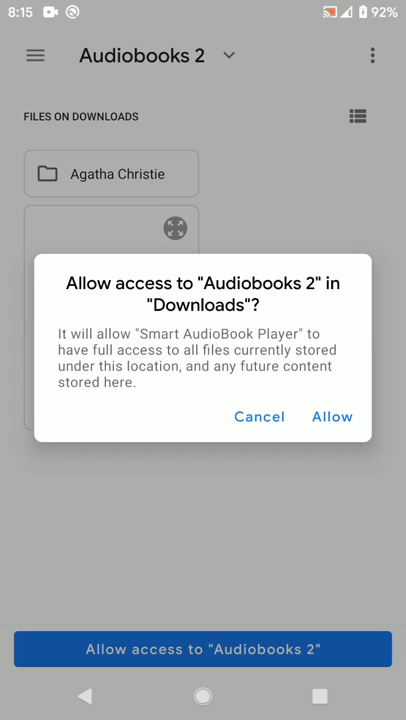 8:15
92%
Audiobooks 2
FILES ON DOWNLOADS
Agatha Christie
Allow access to "Audiobooks 2" in
"Downloads"?
It will allow "Smart AudioBook Player" to
have full access to all files currently stored
under this location, and any future content
stored here.
Cancel Allow
Allow access to "Audiobooks 2"